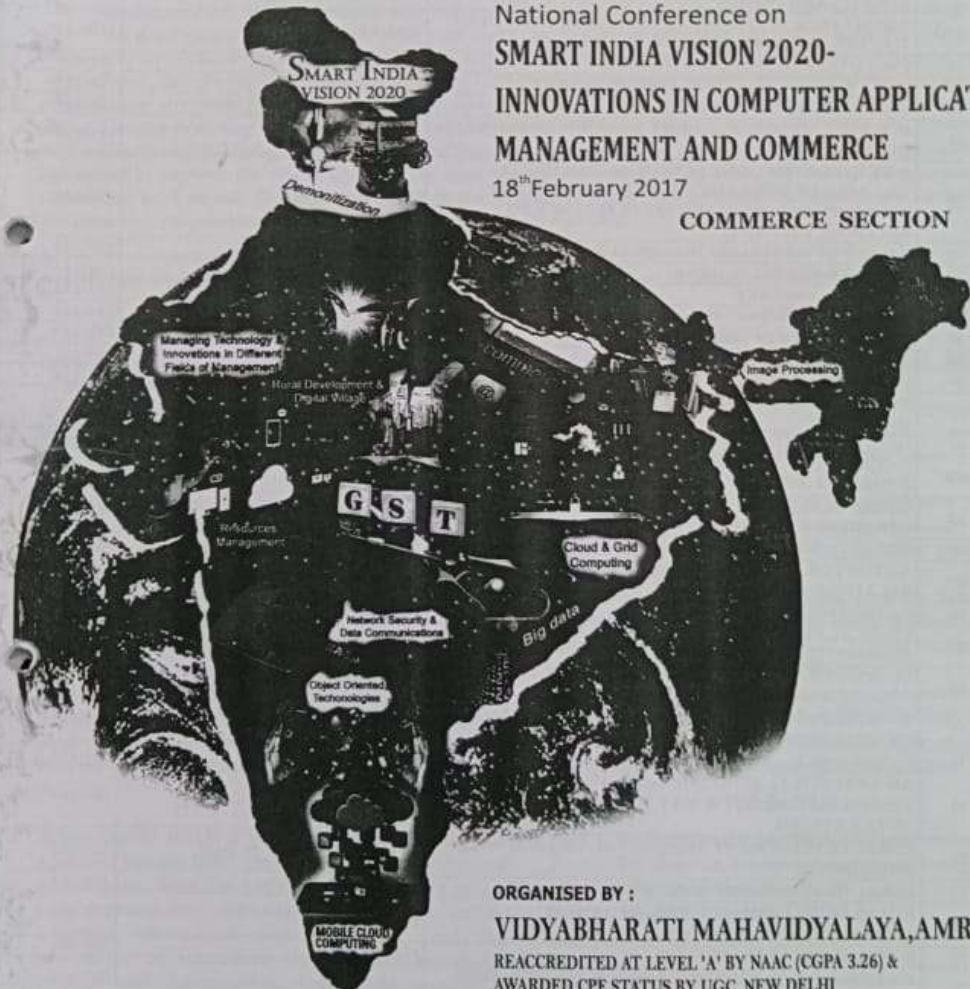 National Conference on
SMART INDIA VISION 2020-
INNOVATIONS IN COMPUTER APPLICAT
MANAGEMENT AND COMMERCE
18th February 2017
COMMERCE SECTION
SMART INDIA
VISION 2020
Demonitization
Managing Technology &
Innovations in Different
Fields of Management
Rural Development &
Digital Village
Image Processing
G S T
Resources
Management
Cloud & Grid
Computing
Big data
Network Security &
Data Communications
Object Oriented
Techonologies
MOBILE CLOUD
COMPUTING
ORGANISED BY :
VIDYABHARATI MAHAVIDYALAYA, AMR
REACCREDITED AT LEVEL 'A' BY NAAC (CGPA 3.26) &
AWARDED CPE STATUS BY UGC, NEW DELHI